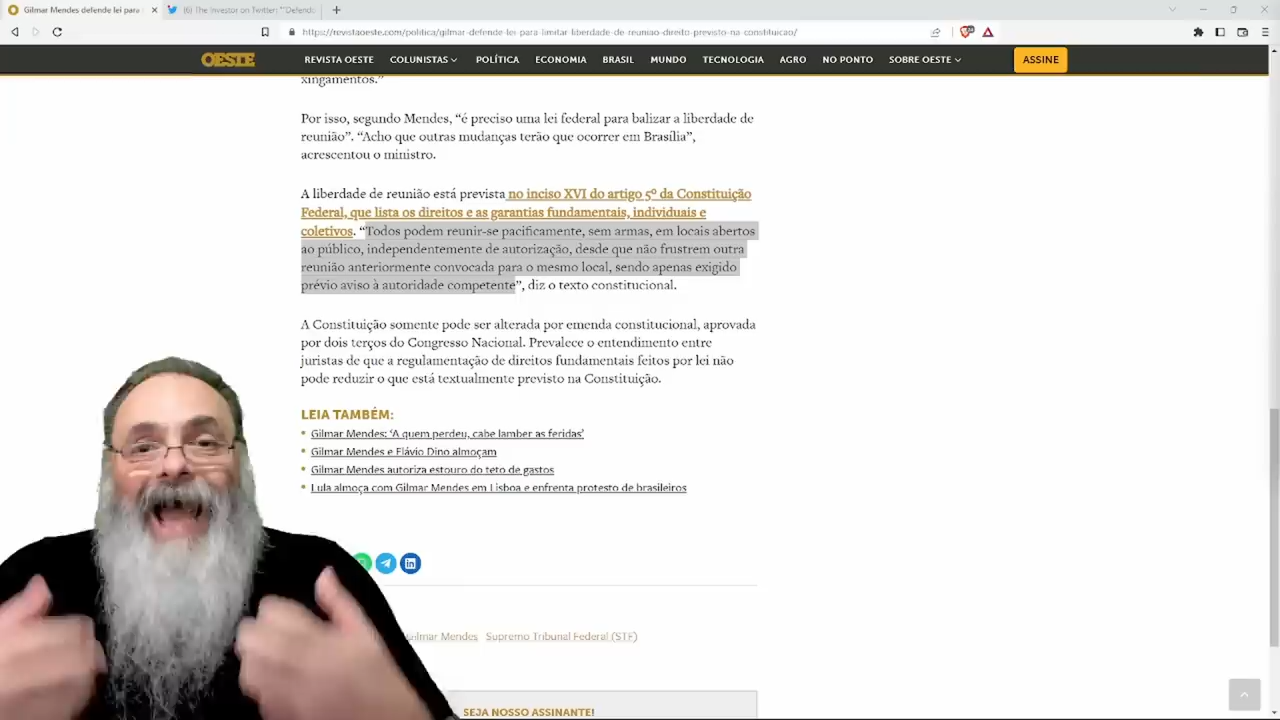 Gilmar Mendes defende lei para
(6) The Investor on Twitter: "
https://revistaoeste.com/politica/gilmar-defende-lei-para-limitar-liberdade-de-reuniao-direito-previsto-na-constituicao/
OESTE
REVISTA OESTE COLUNISTAS POLÍTICA ECONOMIA BRASIL MUNDO TECNOLOGIA AGRO NO PONTO SOBRE OESTE ASSINE
xingamentos.”
Por isso, segundo Mendes, “é preciso uma lei federal para balizar a liberdade de
reunião”. “Acho que outras mudanças terão que ocorrer em Brasília”,
acrescentou o ministro.
A liberdade de reunião está prevista no inciso XVI do artigo 5º da Constituição
Federal, que lista os direitos e as garantias fundamentais, individuais e
coletivos. “Todos podem reunir-se pacificamente, sem armas, em locais abertos
ao público, independentemente de autorização, desde que não frustrem outra
reunião anteriormente convocada para o mesmo local, sendo apenas exigido
prévio aviso à autoridade competente”, diz o texto constitucional.
A Constituição somente pode ser alterada por emenda constitucional, aprovada
por dois terços do Congresso Nacional. Prevalece o entendimento entre
juristas de que a regulamentação de direitos fundamentais feitos por lei não
pode reduzir o que está textualmente previsto na Constituição.
LEIA TAMBÉM:
Gilmar Mendes: ‘A quem perdeu, cabe lamber as feridas’
Gilmar Mendes e Flávio Dino almoçam
Gilmar Mendes autoriza estouro do teto de gastos
Lula almoça com Gilmar Mendes em Lisboa e enfrenta protesto de brasileiros
Mendes Supremo Tribunal Federal (STF)
SEJA NOSSO ASSINANTE!